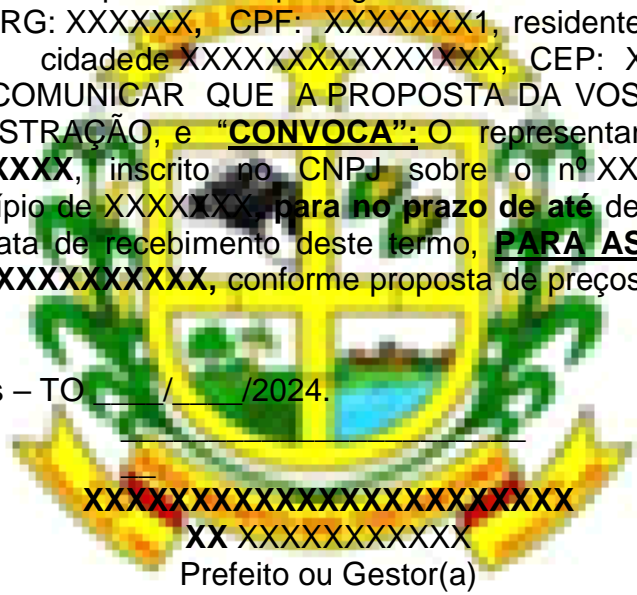 RG: XXXXXX, CPF: XXXXXXX1, residente
cidadede XXXXXXXXXXXXXXX, CEP: X
COMUNICAR QUE A PROPOSTA DA VOS
STRAÇÃO, e “CONVOCA”: O representan
XXXX, inscrito no CNPJ sobre o nº XX
ípio de XXXXXXX, para no prazo de até de
ata de recebimento deste termo, PARA AS
XXXXXXXXXXX, conforme proposta de preços
s – TO ____/____/2024.
XXXXXXXXXXXXXXXXXXXXXXX
XX XXXXXXXXXXX
Prefeito ou Gestor(a)